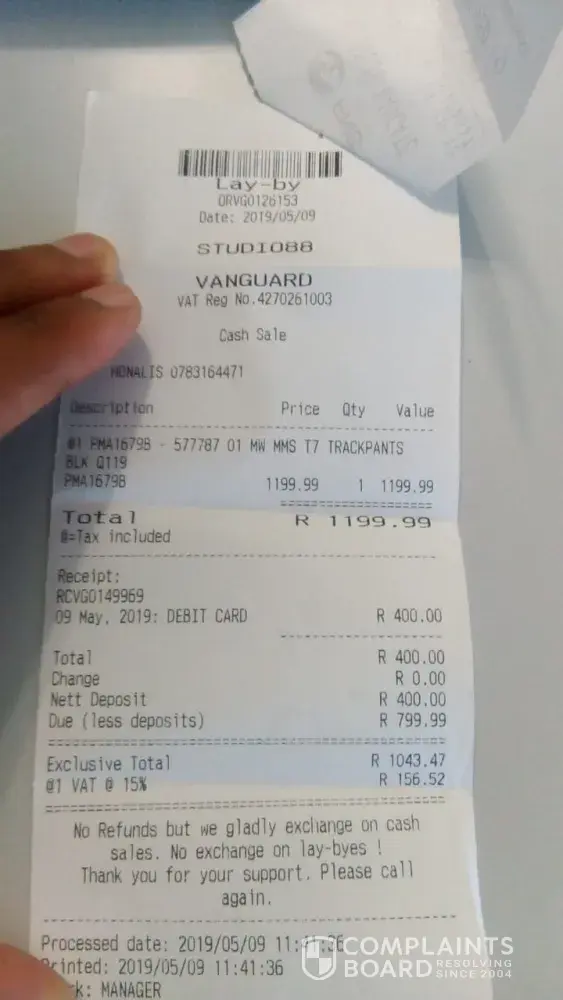 Lay-by
ORVG0126153
Date: 2019/05/09
STUDIO88
VANGUARD
VAT Reg No.4270261003
Cash Sale
MONALIS 0783164471
Description Price Qty Value
@1 PMA1679B - 577787 01 MW MMS T7 TRACKPANTS
BLK Q119
PMA1679B 1199.99 1 1199.99
Total R 1199.99
@=Tax included
Receipt:
RCVG0149969
09 May, 2019: DEBIT CARD R 400.00
Total R 400.00
Change R 0.00
Nett Deposit R 400.00
Due (less deposits) R 799.99
Exclusive Total R 1043.47
@1 VAT @ 15% R 156.52
No Refunds but we gladly exchange on cash
sales. No exchange on lay-byes !
Thank you for your support. Please call
again.
Processed date: 2019/05/09 11:41:36
Printed: 2019/05/09 11:41:36
MANAGER
COMPLAINTS
BOARD RESOLVING
SINCE 2004